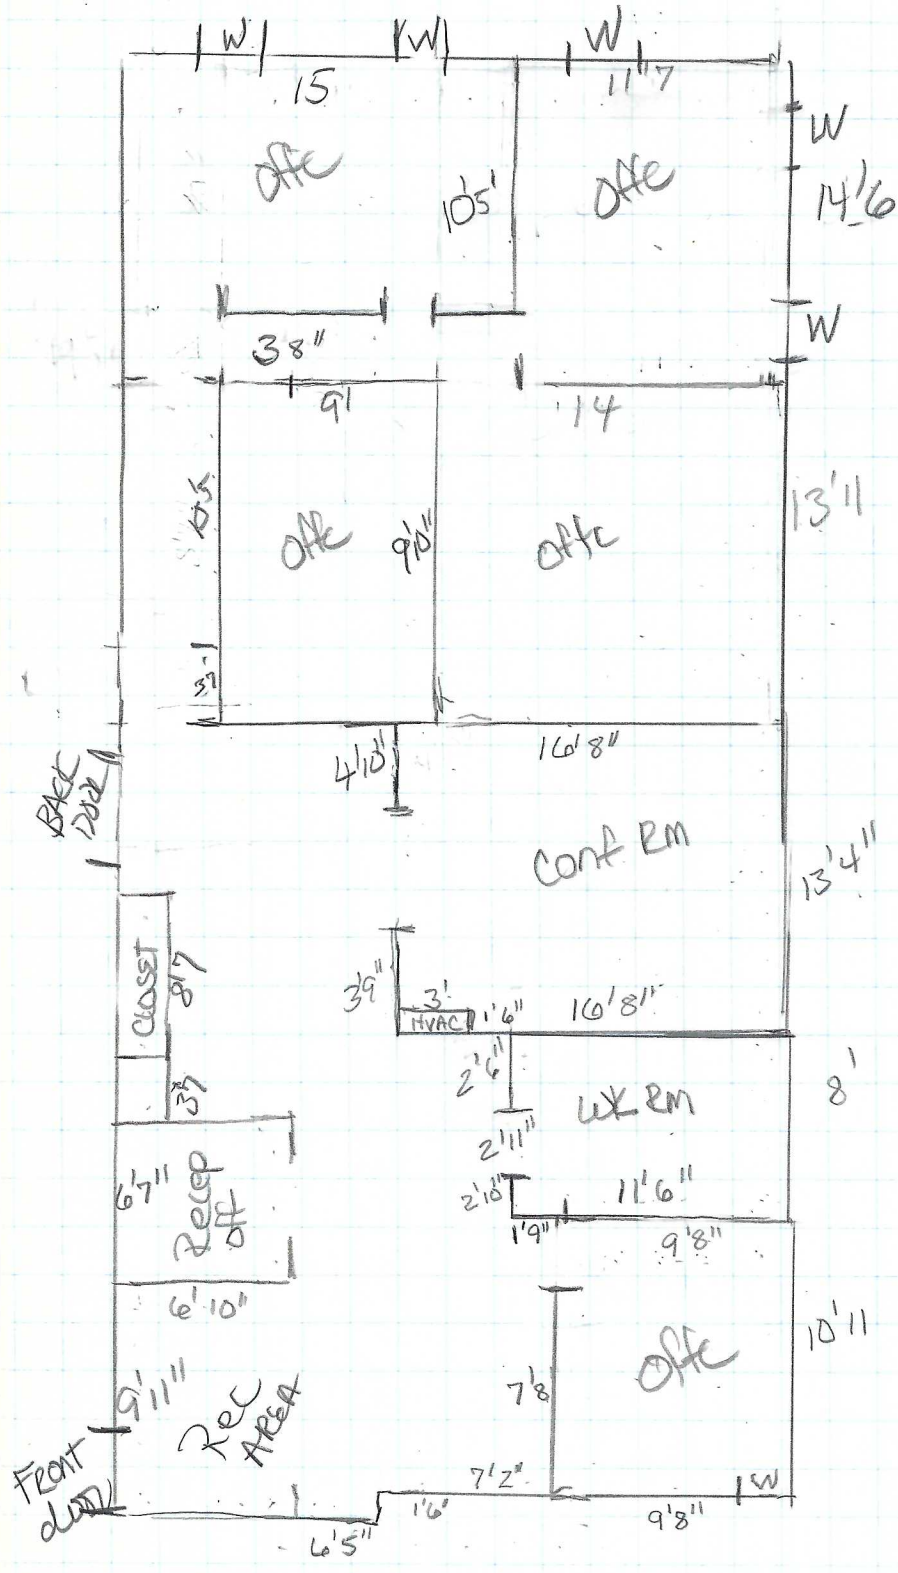 W W W
15 11'7
W
offc offc
10'5' 14'6
W
3'8"
9' 14
10'5
13'11
offc 9'10" offc
3'7
4'10" 16'8"
BACK
DOOR
Conf RM
13'4"
CLOSET
8'7
3'9" 3' 16'8"
HVAC 1'6"
2'6" 8'
3'7 WK RM
2'11"
6'7" Recep
off
2'10" 11'6"
1'9" 9'8"
6'10"
10'11
offc
9'11" 7'8
Rec
AREA
FRONT
door
7'2" W
1'6" 9'8"
6'5"